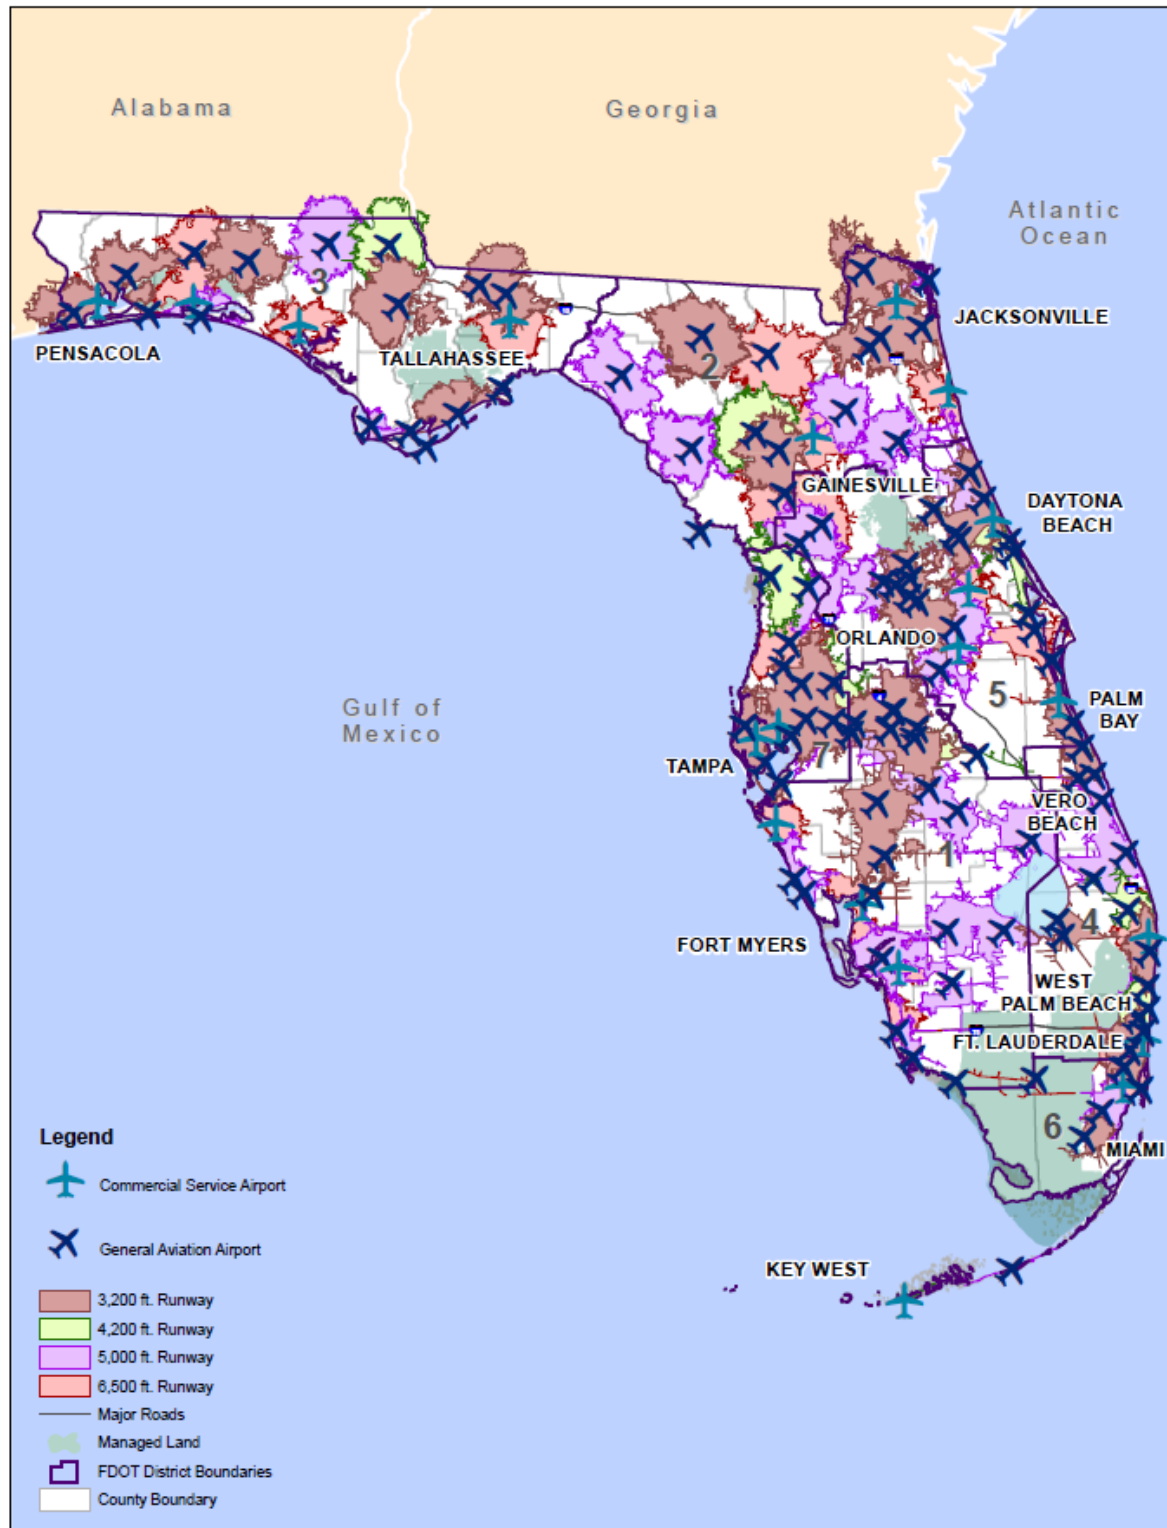 Alabama
Georgia
Atlantic
Ocean
3
JACKSONVILLE
PENSACOLA
TALLAHASSEE
2
GAINESVILLE
DAYTONA
BEACH
ORLANDO
5
Gulf of
Mexico
PALM
BAY
7
TAMPA
VERO
BEACH
1
4
FORT MYERS
WEST
PALM BEACH
FT. LAUDERDALE
6
MIAMI
KEY WEST
Legend
Commercial Service Airport
General Aviation Airport
3,200 ft. Runway
4,200 ft. Runway
5,000 ft. Runway
6,500 ft. Runway
Major Roads
Managed Land
FDOT District Boundaries
County Boundary